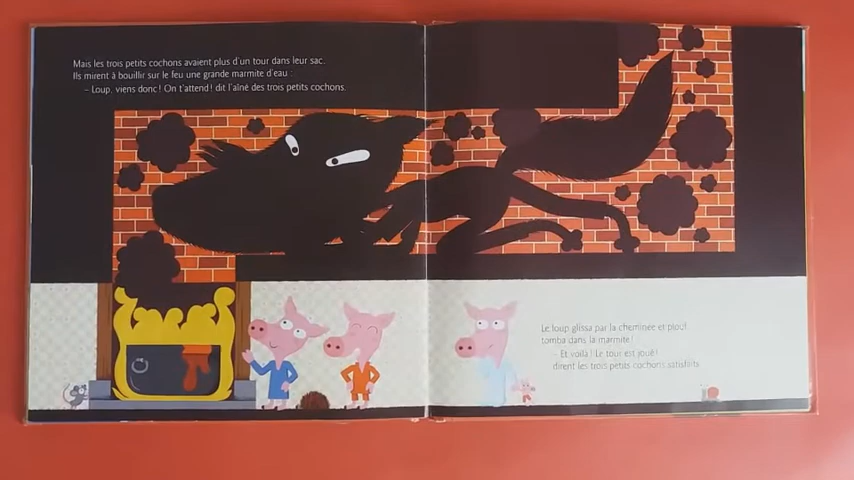 Mais les trois petits cochons avaient plus d'un tour dans leur sac.
Ils mirent à bouillir sur le feu une grande marmite d'eau :
- Loup, viens donc ! On t'attend ! dit l'aîné des trois petits cochons.
Le loup glissa par la cheminée et plouf
tomba dans la marmite !
- Et voilà ! Le tour est joué !
dirent les trois petits cochons satisfaits.